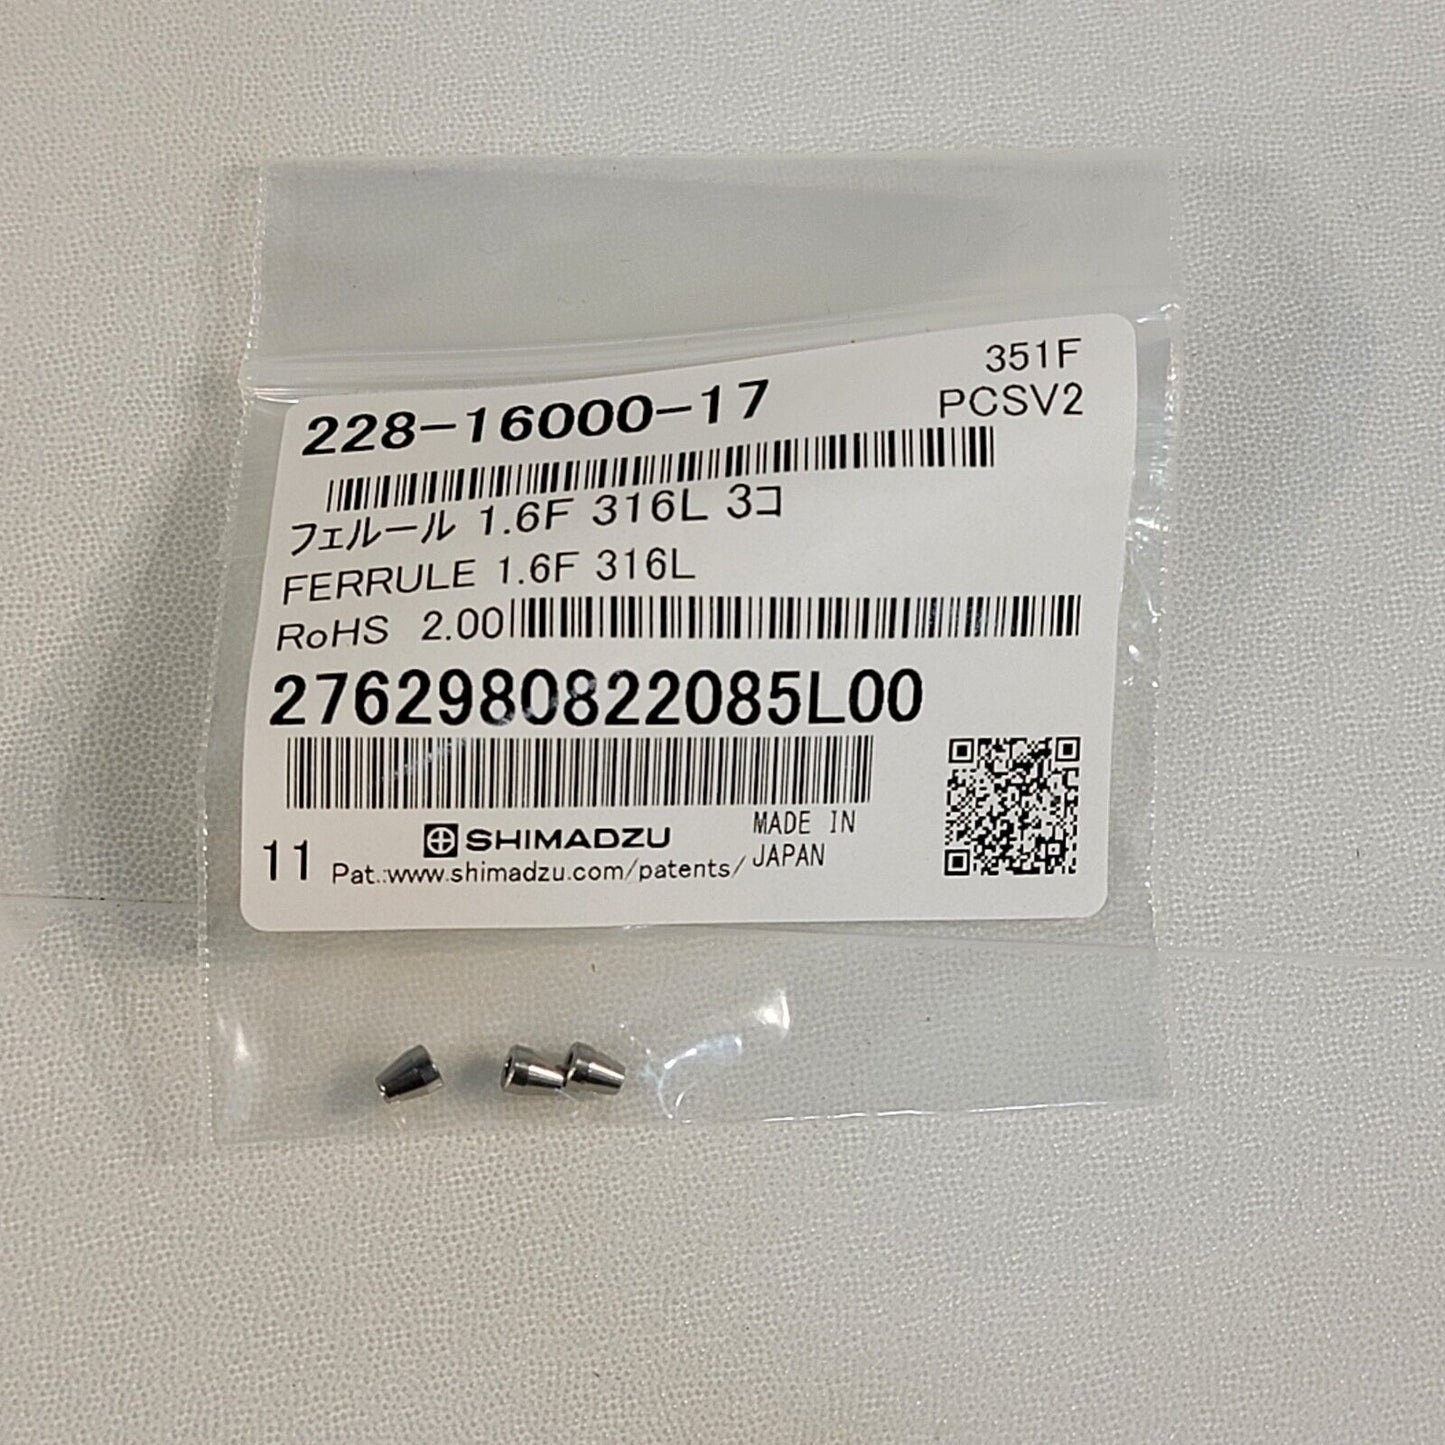 351F
228-16000-17
PCSV2
フェルール 1.6F 316L 3コ
FERRULE 1.6F 316L
RoHS 2.00
2762980822085L00
SHIMADZU
MADE IN
JAPAN
11
Pat.:www.shimadzu.com/patents/